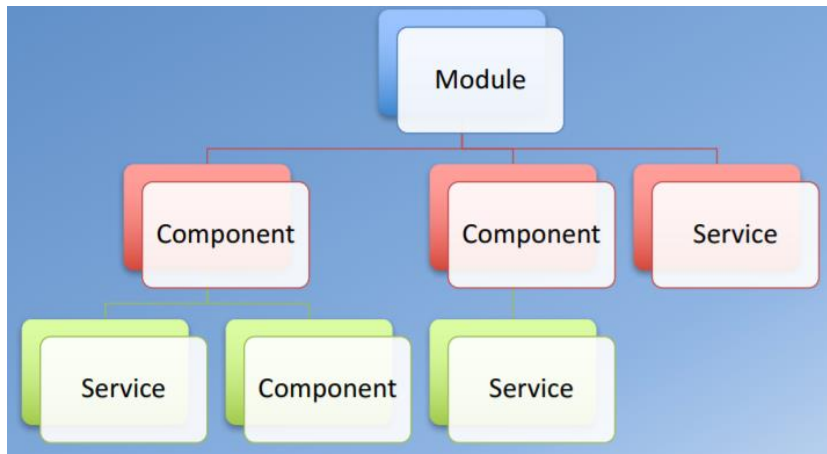 Module
Component
Component
Service
Service
Component
Service